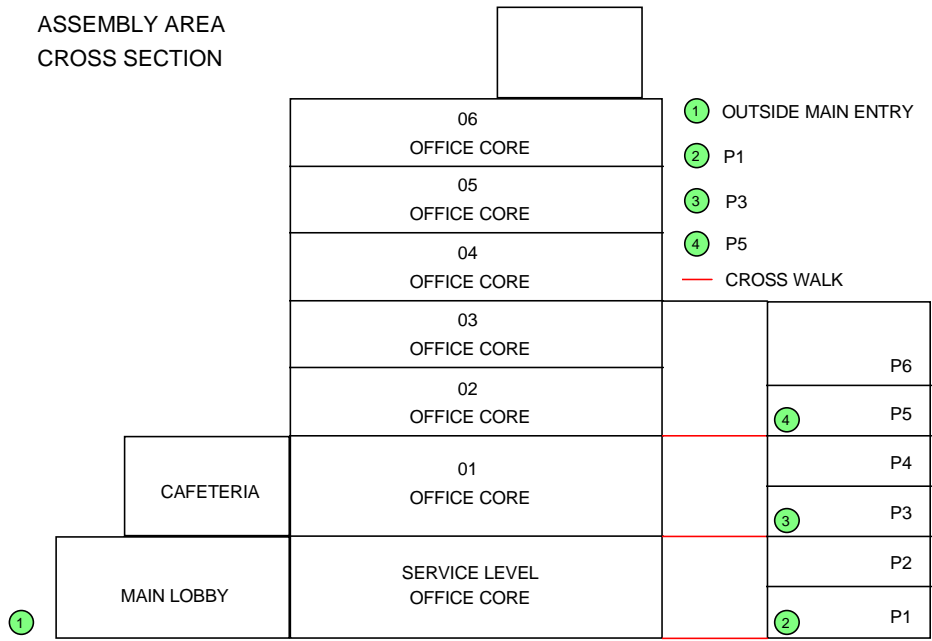 ASSEMBLY AREA
CROSS SECTION
1 OUTSIDE MAIN ENTRY
2 P1
3 P3
4 P5
CROSS WALK
06
OFFICE CORE
05
OFFICE CORE
04
OFFICE CORE
03
OFFICE CORE
02
OFFICE CORE
01
OFFICE CORE
SERVICE LEVEL
OFFICE CORE
CAFETERIA
MAIN LOBBY
1
P6
4 P5
P4
3 P3
P2
2 P1